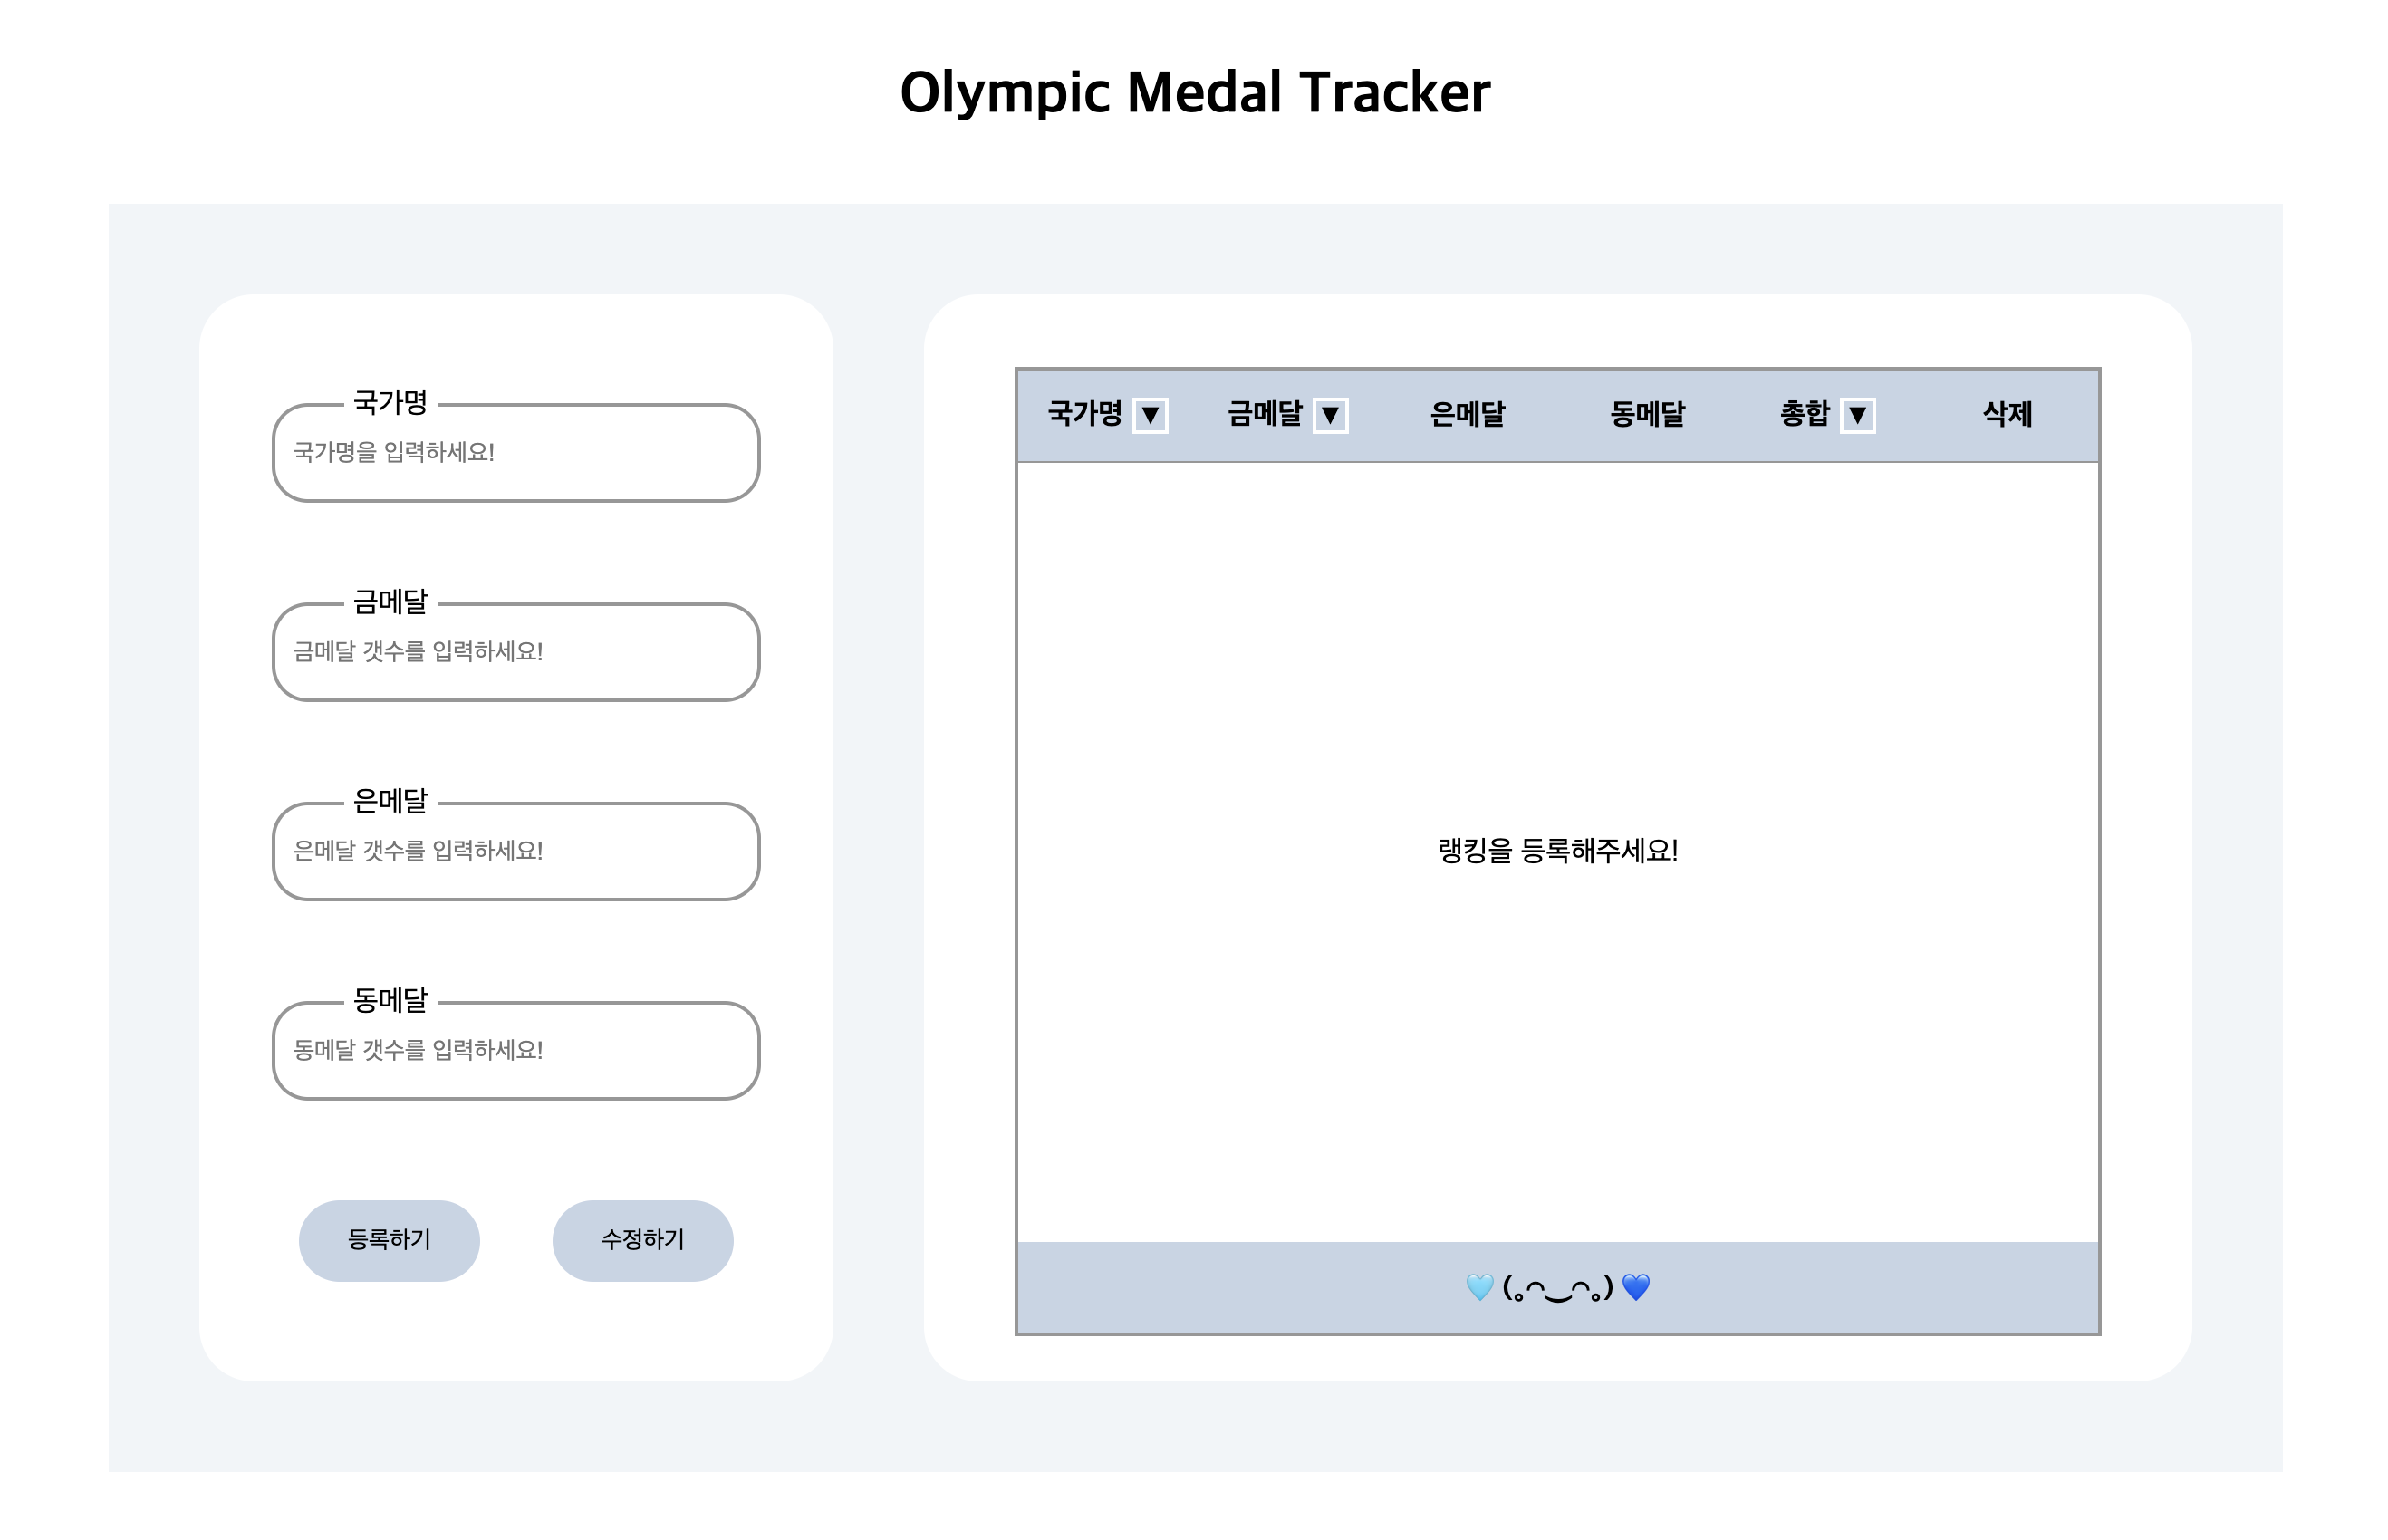 Olympic Medal Tracker
국가명
국가명을 입력하세요!
금메달
금메달 갯수를 입력하세요!
은메달
은메달 갯수를 입력하세요!
동메달
동메달 갯수를 입력하세요!
등록하기 수정하기
국가명 ▼ 금메달 ▼ 은메달 동메달 총합 ▼ 삭제
랭킹을 등록해주세요!
🩵 (｡◠‿◠｡) 💙